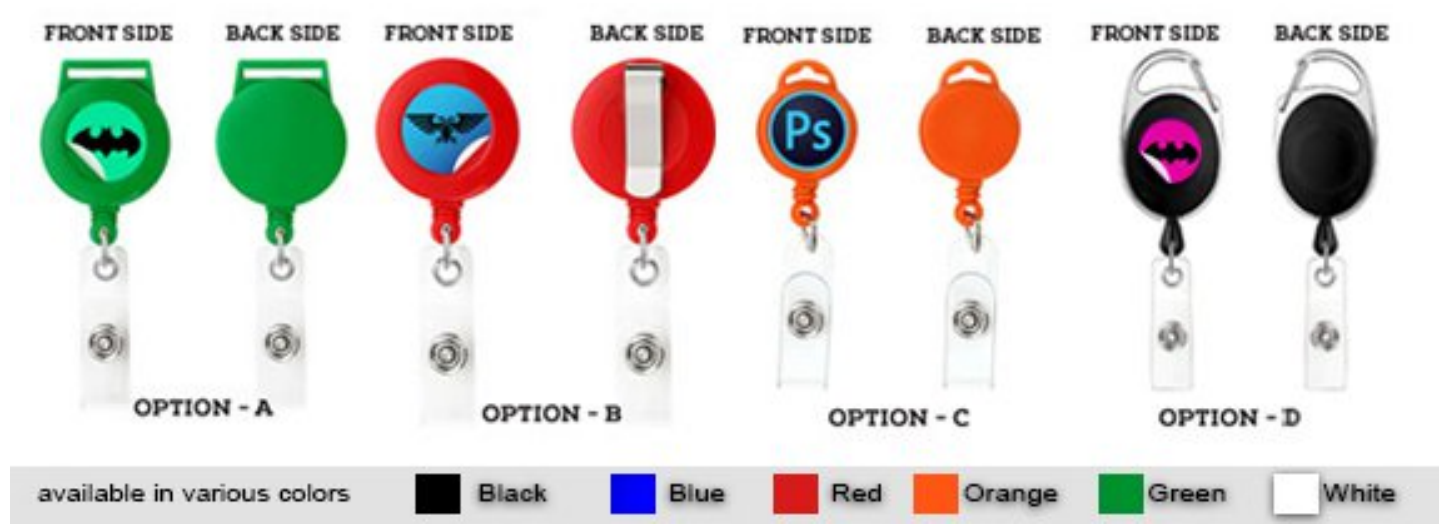 FRONT SIDE BACK SIDE FRONT SIDE BACK SIDE FRONT SIDE BACK SIDE FRONT SIDE BACK SIDE
Ps
OPTION - A OPTION - B OPTION - C OPTION - D
available in various colors Black Blue Red Orange Green White